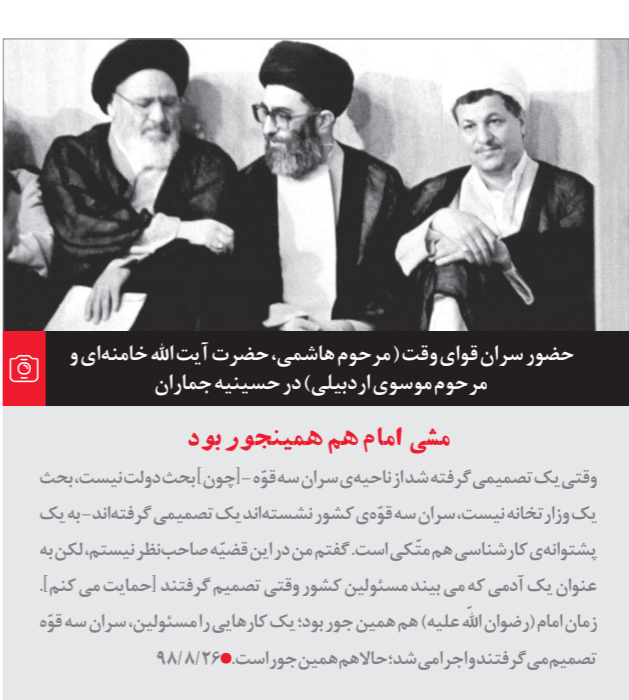 حضور سران قوای وقت (مرحوم هاشمی، حضرت آیت‌الله خامنه‌ای و
مرحوم موسوی اردبیلی) در حسینیه جماران
مشی امام هم همینجور بود
وقتی یک تصمیمی گرفته شد از ناحیه‌ی سران سه قوّه -[چون] بحث دولت نیست، بحث
یک وزارتخانه نیست، سران سه قوّه‌ی کشور نشسته‌اند یک تصمیمی گرفته‌اند- به یک
پشتوانه‌ی کارشناسی هم متّکی است. گفتم من در این قضیّه صاحب‌نظر نیستم، لکن به
عنوان یک آدمی که می بیند مسئولین کشور وقتی تصمیم گرفتند [حمایت می کنم].
زمان امام (رضوان الله علیه) هم همین جور بود؛ یک کارهایی را مسئولین، سران سه قوّه
تصمیم می گرفتند و اجرا می شد؛ حالا هم همین جور است. ۹۸/۸/۲۶